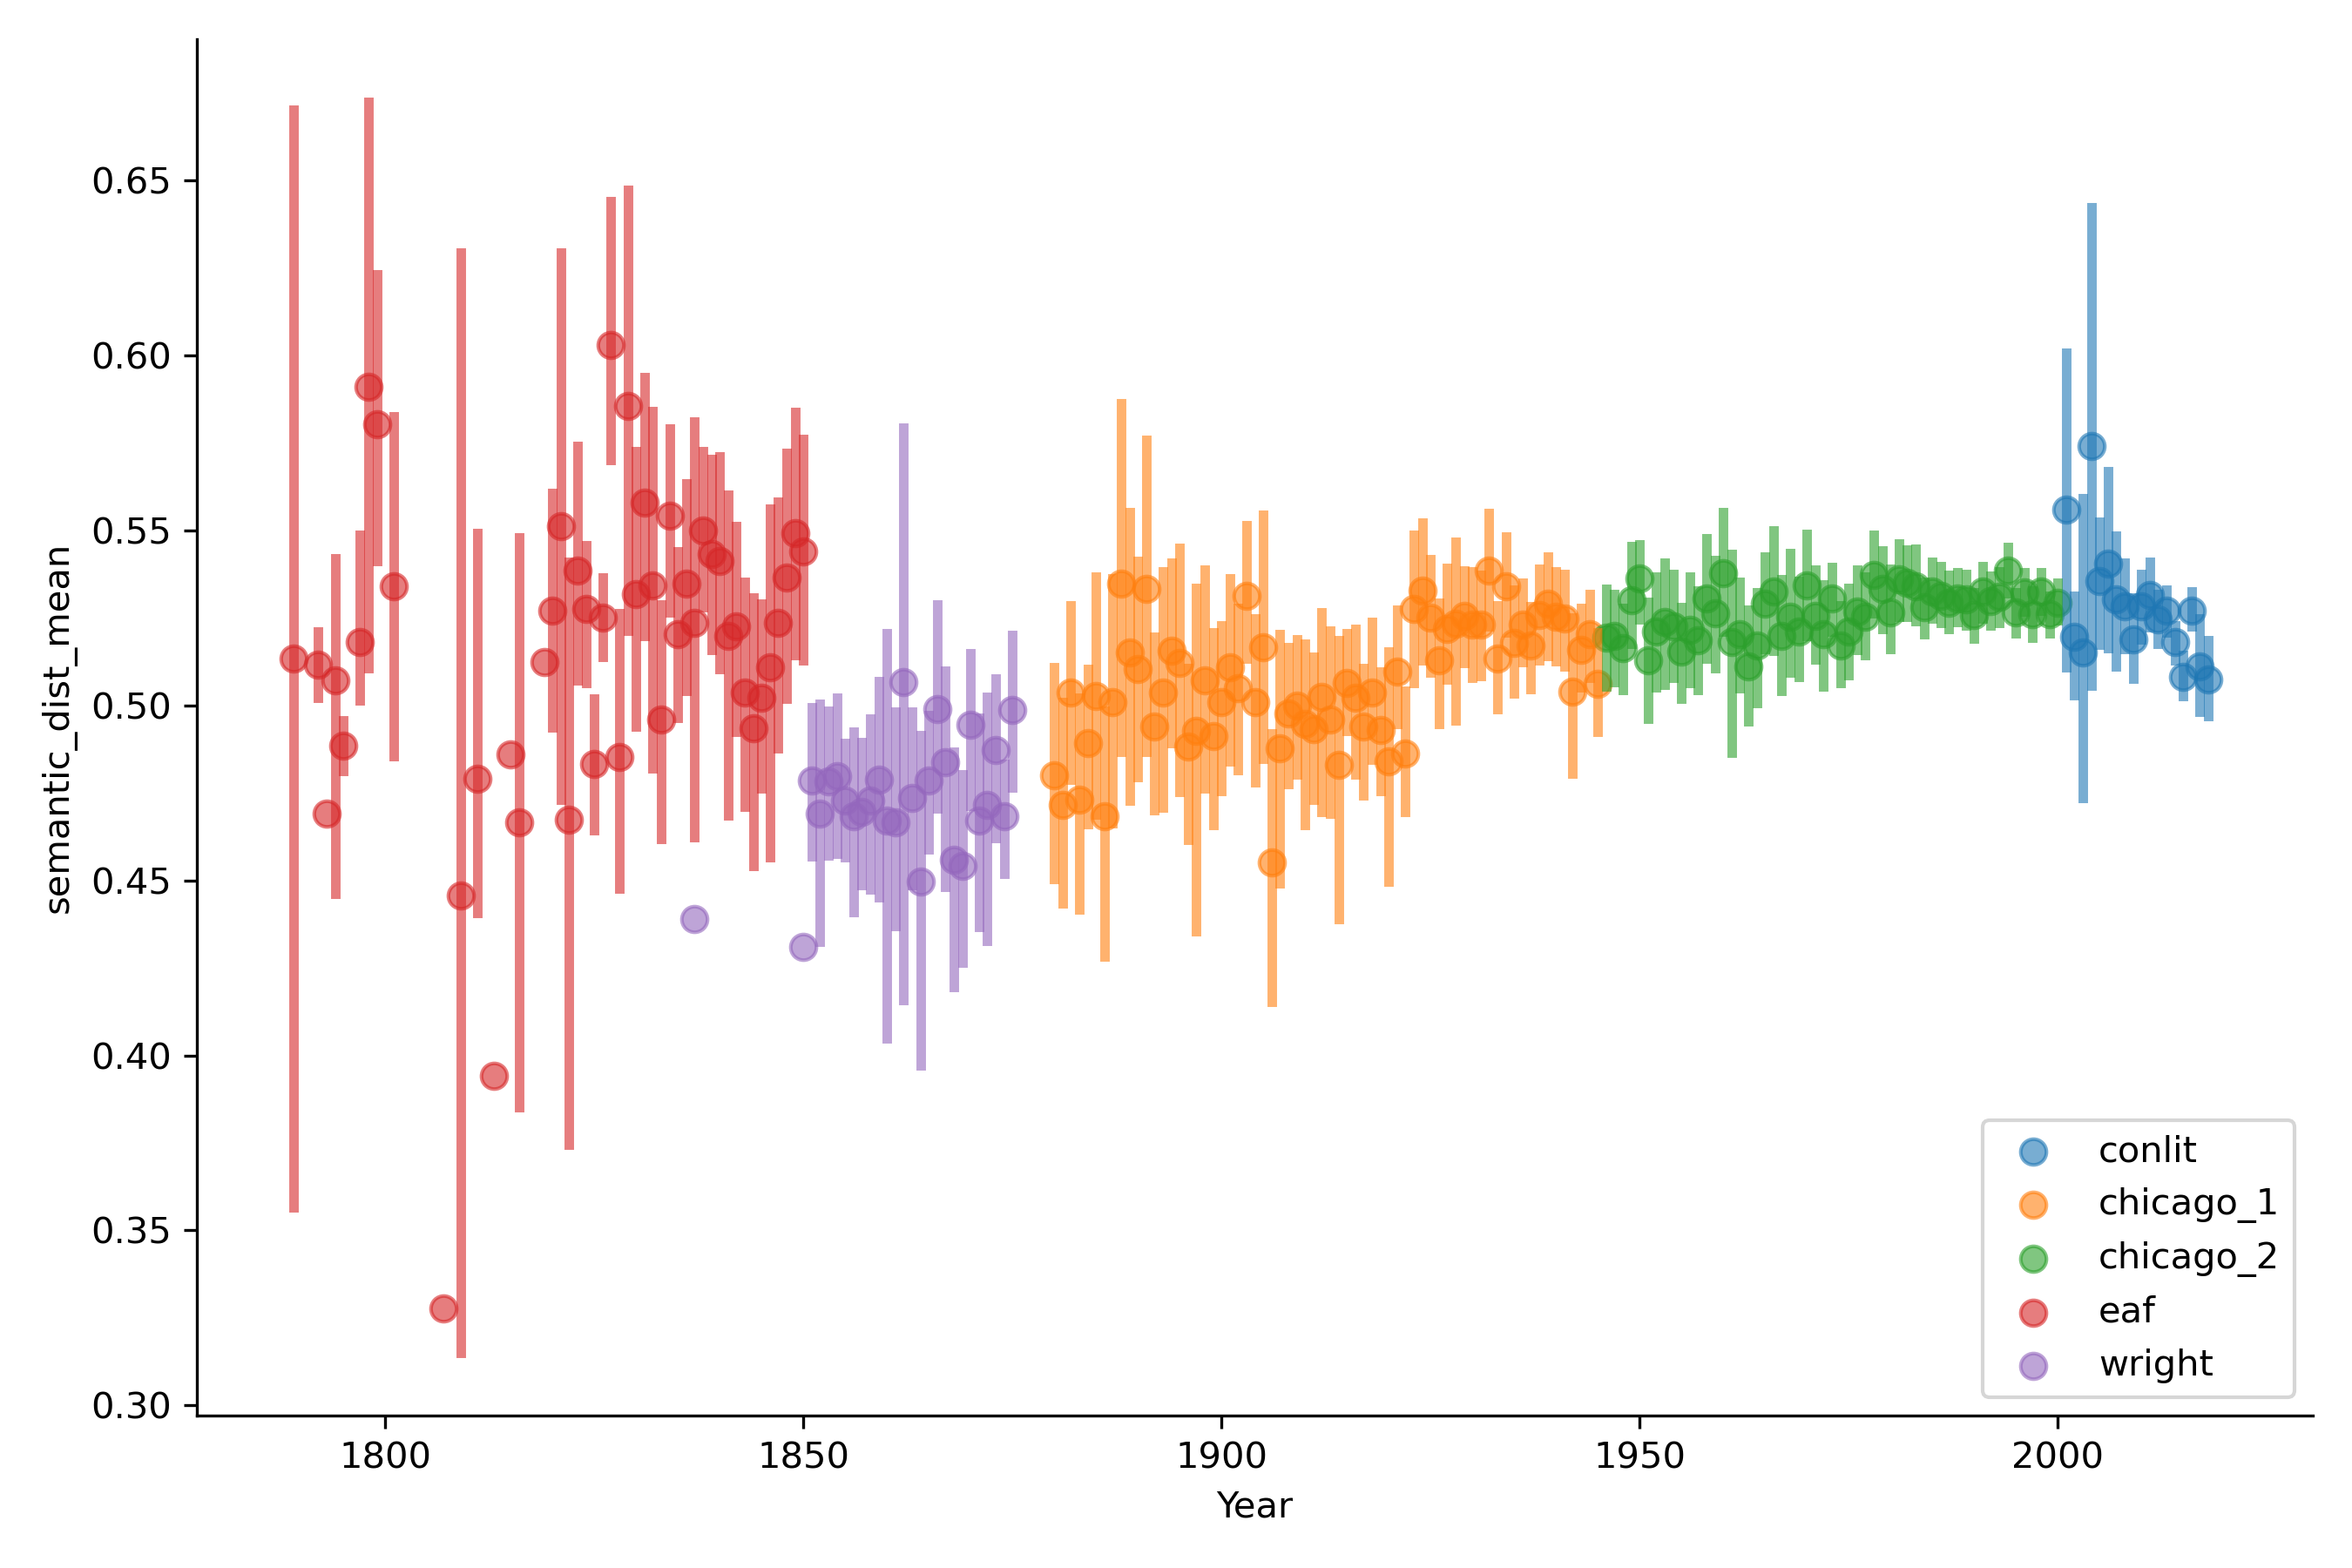 semantic_dist_mean
0.65
0.60
0.55
0.50
0.45
0.40
0.35
0.30
1800 1850 1900 1950 2000
Year
conlit
chicago_1
chicago_2
eaf
wright